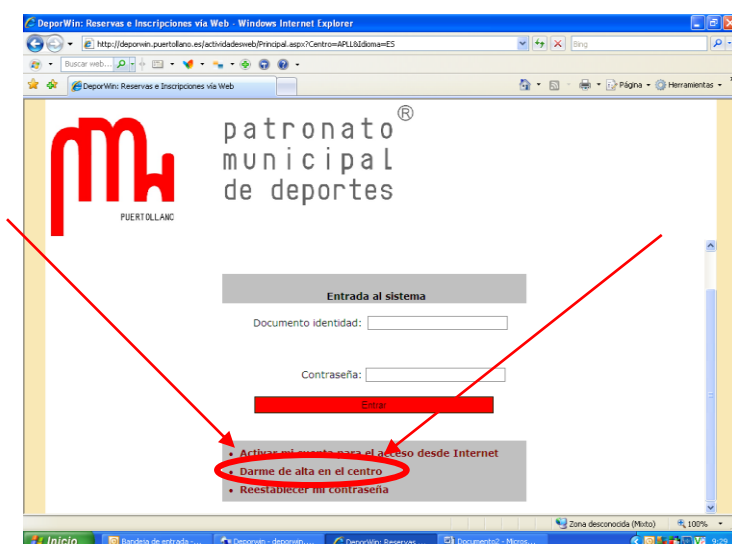 DeporWin: Reservas e Inscripciones vía Web - Windows Internet Explorer
http://deporwin.puertollano.es/actividadesweb/Principal.aspx?Centro=APLL&Idioma=ES
Bing
Buscar web...
DeporWin: Reservas e Inscripciones vía Web
Página
Herramientas
patronato®
municipal
de deportes
PUERTOLLANO
Entrada al sistema
Documento identidad:
Contraseña:
Entrar
• Activar mi cuenta para el acceso desde Internet
• Darme de alta en el centro
• Reestablecer mi contraseña
Zona desconocida (Mixto)
100%
Inicio
Bandeja de entrada -...
Deporwin - deporwin....
DeporWin: Reservas...
Documento2 - Micros...
9:29